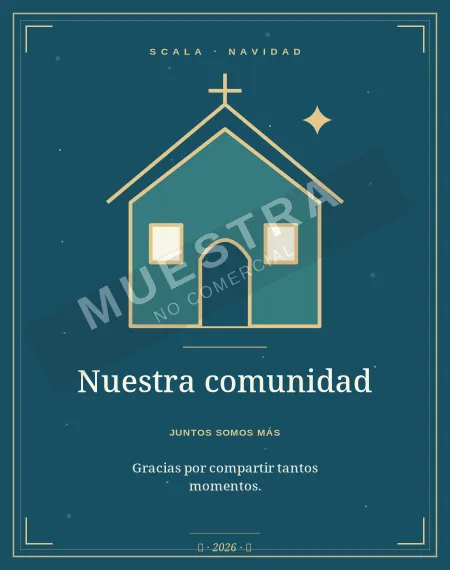 SCALA · NAVIDAD
MUESTRA
NO COMERCIAL
Nuestra comunidad
JUNTOS SOMOS MÁS
Gracias por compartir tantos
momentos.
· 2026 ·